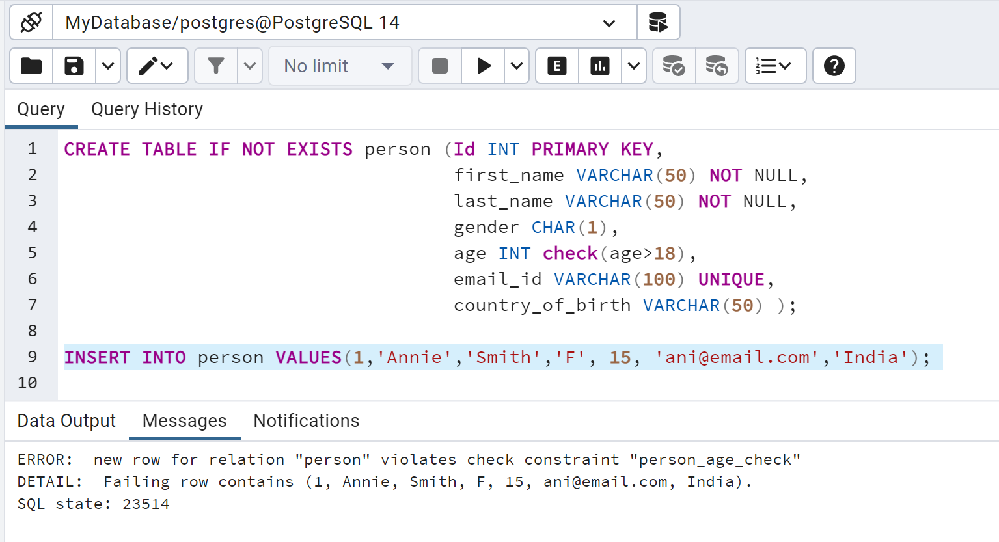 MyDatabase/postgres@PostgreSQL 14
No limit
E
Query Query History
1 CREATE TABLE IF NOT EXISTS person (Id INT PRIMARY KEY,
2 first_name VARCHAR(50) NOT NULL,
3 last_name VARCHAR(50) NOT NULL,
4 gender CHAR(1),
5 age INT check(age>18),
6 email_id VARCHAR(100) UNIQUE,
7 country_of_birth VARCHAR(50) );
8
9 INSERT INTO person VALUES(1,'Annie','Smith','F', 15, 'ani@email.com','India');
10
Data Output Messages Notifications
ERROR:  new row for relation "person" violates check constraint "person_age_check"
DETAIL:  Failing row contains (1, Annie, Smith, F, 15, ani@email.com, India).
SQL state: 23514